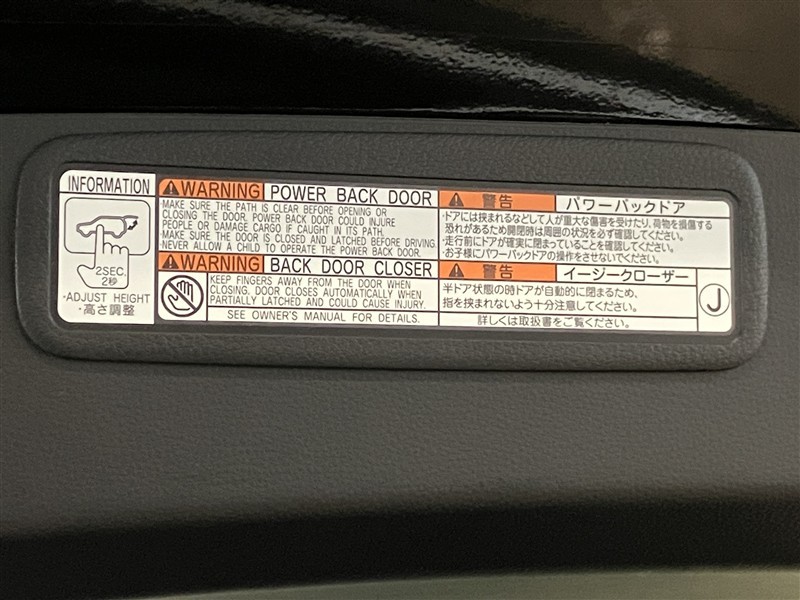 INFORMATION
2SEC.
2秒
・ADJUST HEIGHT
・高さ調整
WARNING POWER BACK DOOR
・MAKE SURE THE PATH IS CLEAR BEFORE OPENING OR
CLOSING THE DOOR. POWER BACK DOOR COULD INJURE
PEOPLE OR DAMAGE CARGO IF CAUGHT IN ITS PATH.
・MAKE SURE THE DOOR IS CLOSED AND LATCHED BEFORE DRIVING.
・NEVER ALLOW A CHILD TO OPERATE THE POWER BACK DOOR.
WARNING BACK DOOR CLOSER
KEEP FINGERS AWAY FROM THE DOOR WHEN
CLOSING. DOOR CLOSES AUTOMATICALLY WHEN
PARTIALLY LATCHED AND COULD CAUSE INJURY.
SEE OWNER'S MANUAL FOR DETAILS.
警告 パワーバックドア
・ドアには挟まれるなどして人が重大な傷害を受けたり、荷物を損傷する
恐れがあるため開閉時は周囲の状況を必ず確認してください。
・走行前にドアが確実に閉まっていることを確認してください。
・お子様にパワーバックドアの操作をさせないでください。
警告 イージークローザー
半ドア状態の時ドアが自動的に閉まるため、
指を挟まれないよう十分注意してください。
詳しくは取扱書をご覧ください。
J